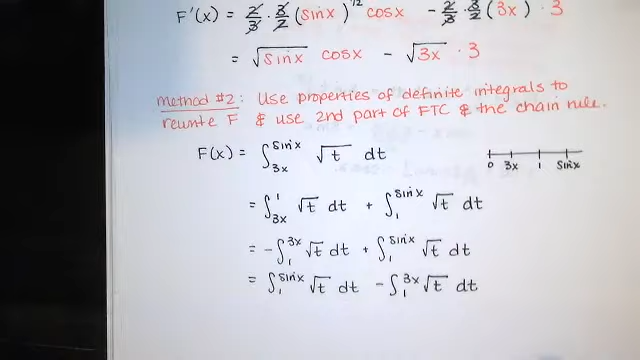 F'(x) = 2/3 · 3/2 (sinx)^1/2 cosx - 2/3 · 3/2 (3x) · 3
= √sinx cosx - √3x · 3
Method #2: Use properties of definite integrals to
rewrite F & use 2nd part of FTC & the chain rule.
F(x) = ∫_{3x}^{sinx} √t dt
0 3x 1 sinx
= ∫_{3x}^{1} √t dt + ∫_{1}^{sinx} √t dt
= -∫_{1}^{3x} √t dt + ∫_{1}^{sinx} √t dt
= ∫_{1}^{sinx} √t dt - ∫_{1}^{3x} √t dt